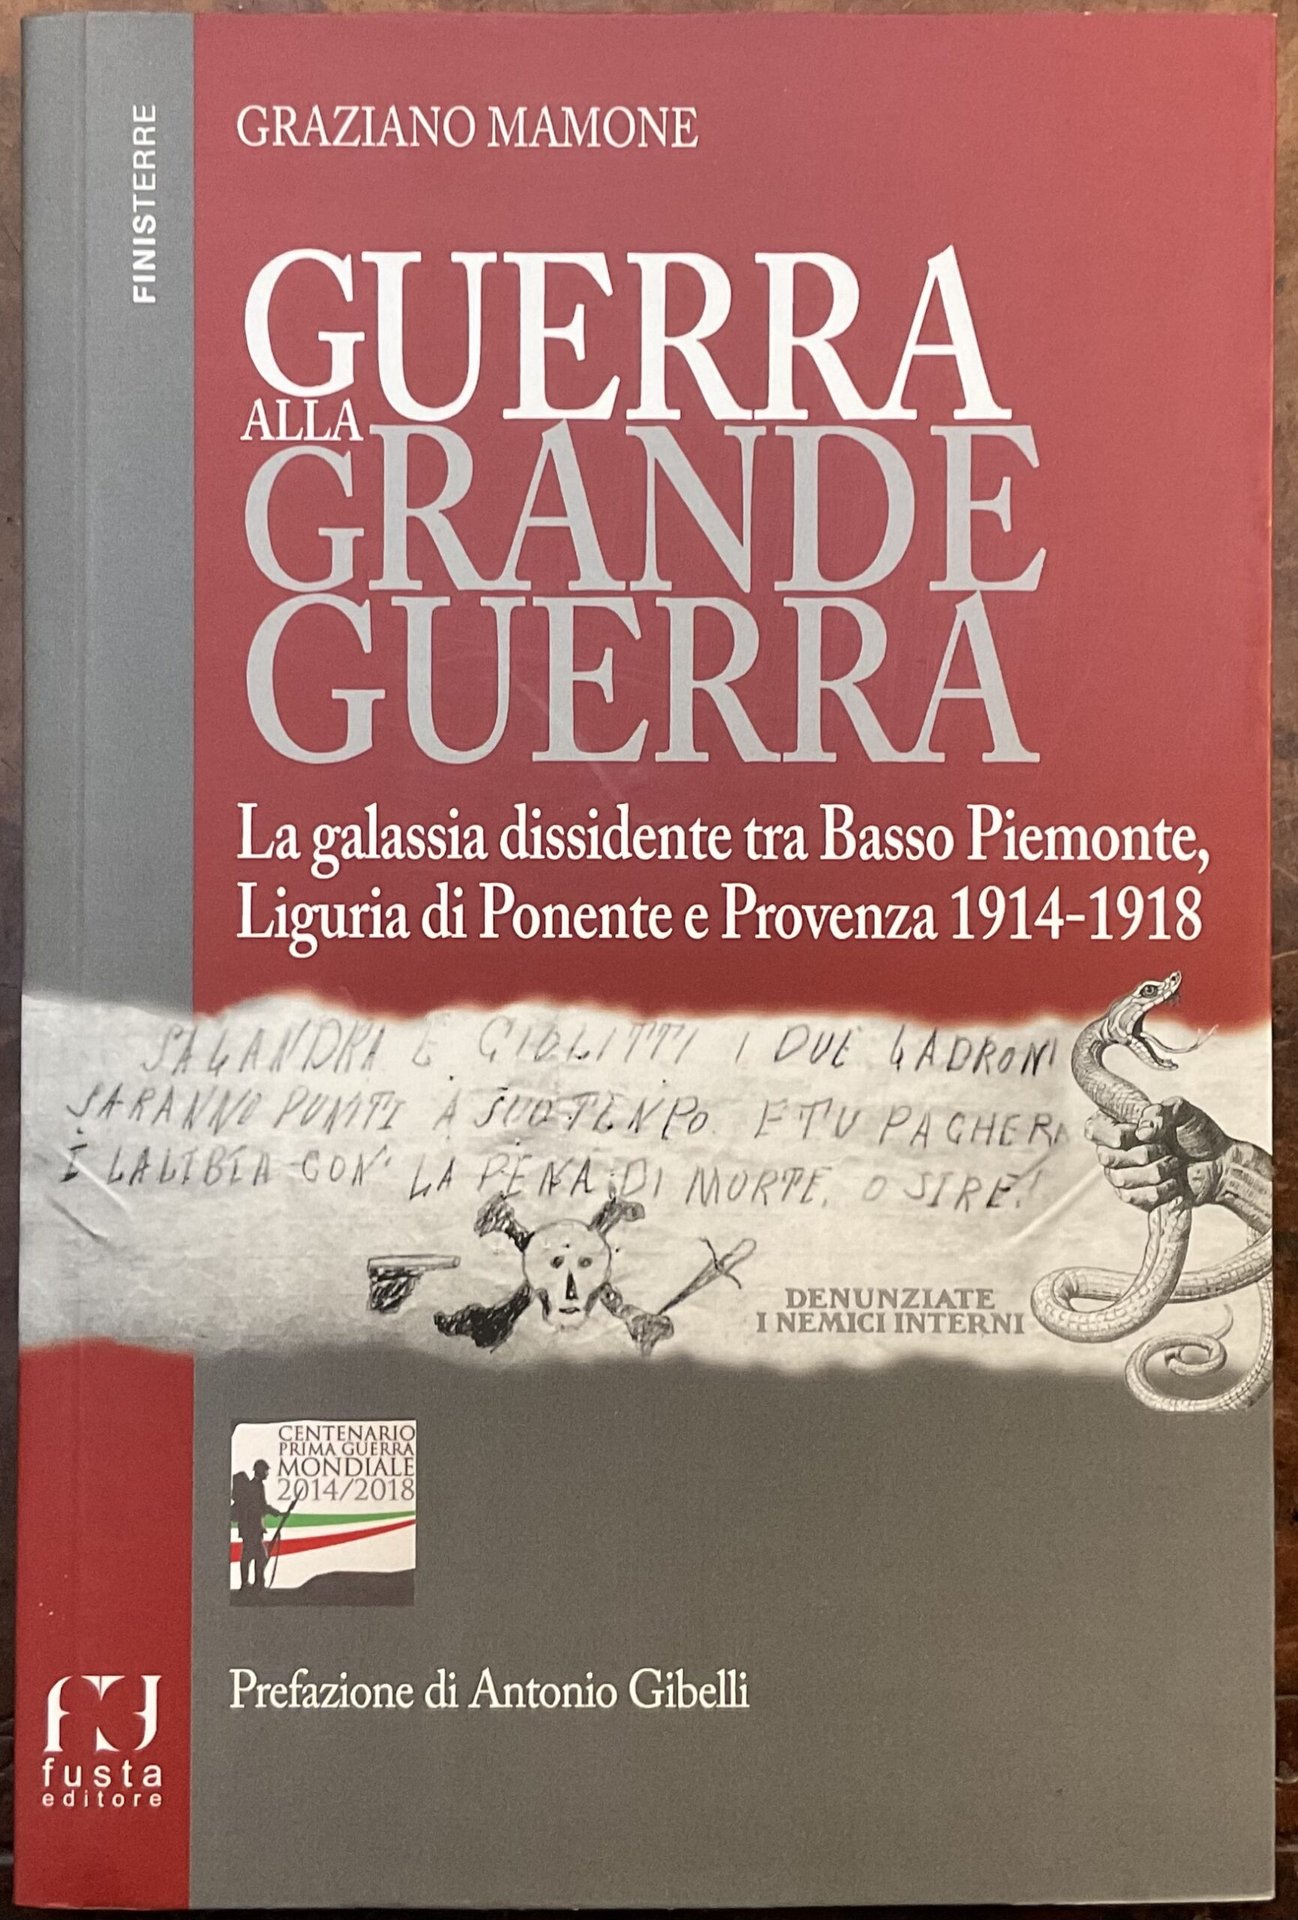 FINISTERRE
GRAZIANO MAMONE
GUERRA
ALLA
GRANDE
GUERRA
La galassia dissidente tra Basso Piemonte,
Liguria di Ponente e Provenza 1914-1918
SALANDRA E GIOLITTI I DUE LADRONI
SARANNO PUNITI A SUO TENPO. E TU PAGHERA
I LALIBIA CON LA PENA DI MORTE, O SIRE!
DENUNZIATE
I NEMICI INTERNI
CENTENARIO
PRIMA GUERRA
MONDIALE
2014/2018
Prefazione di Antonio Gibelli
fusta
editore